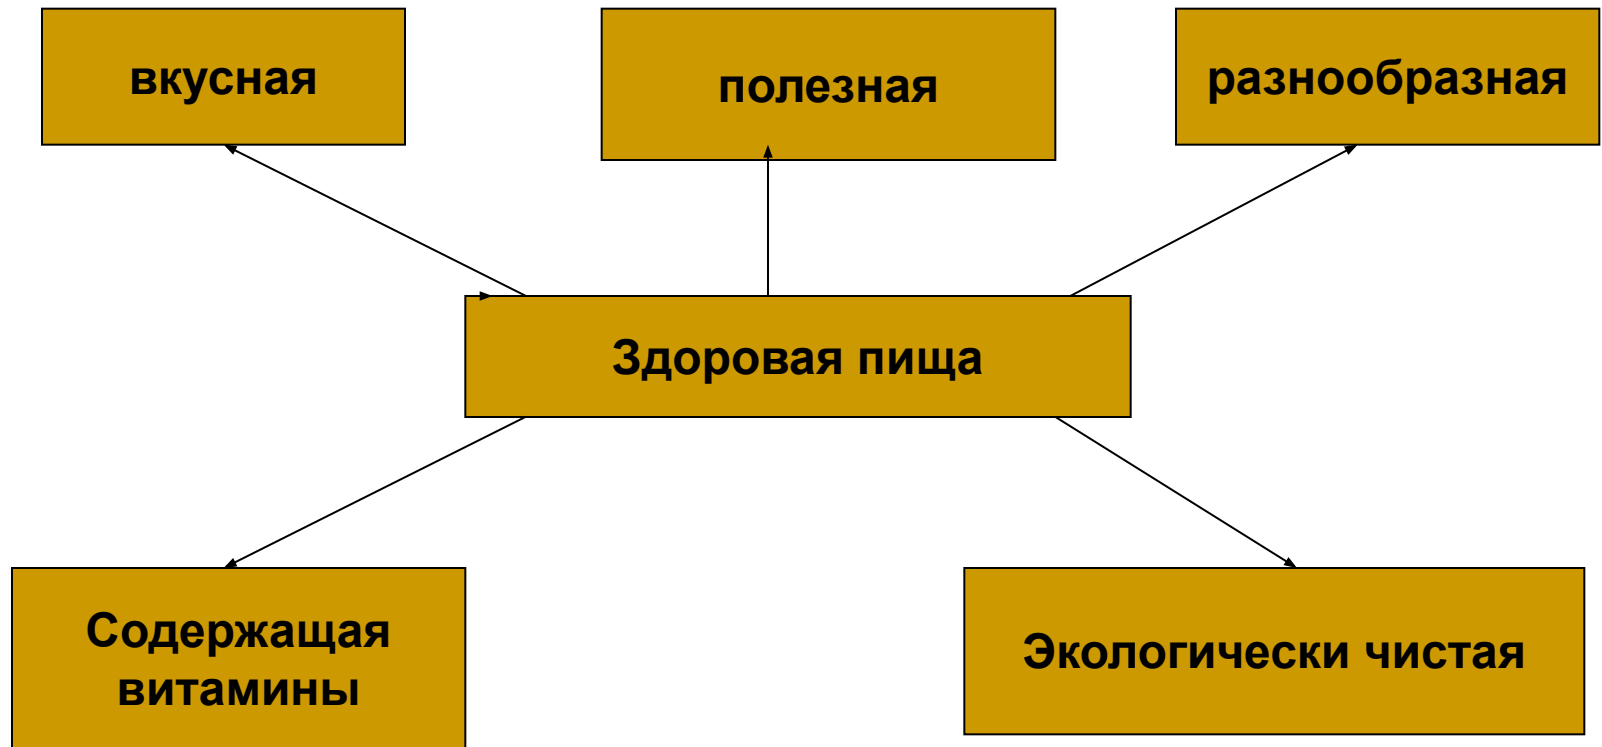 вкусная
полезная
разнообразная
Здоровая пища
Содержащая
витамины
Экологически чистая